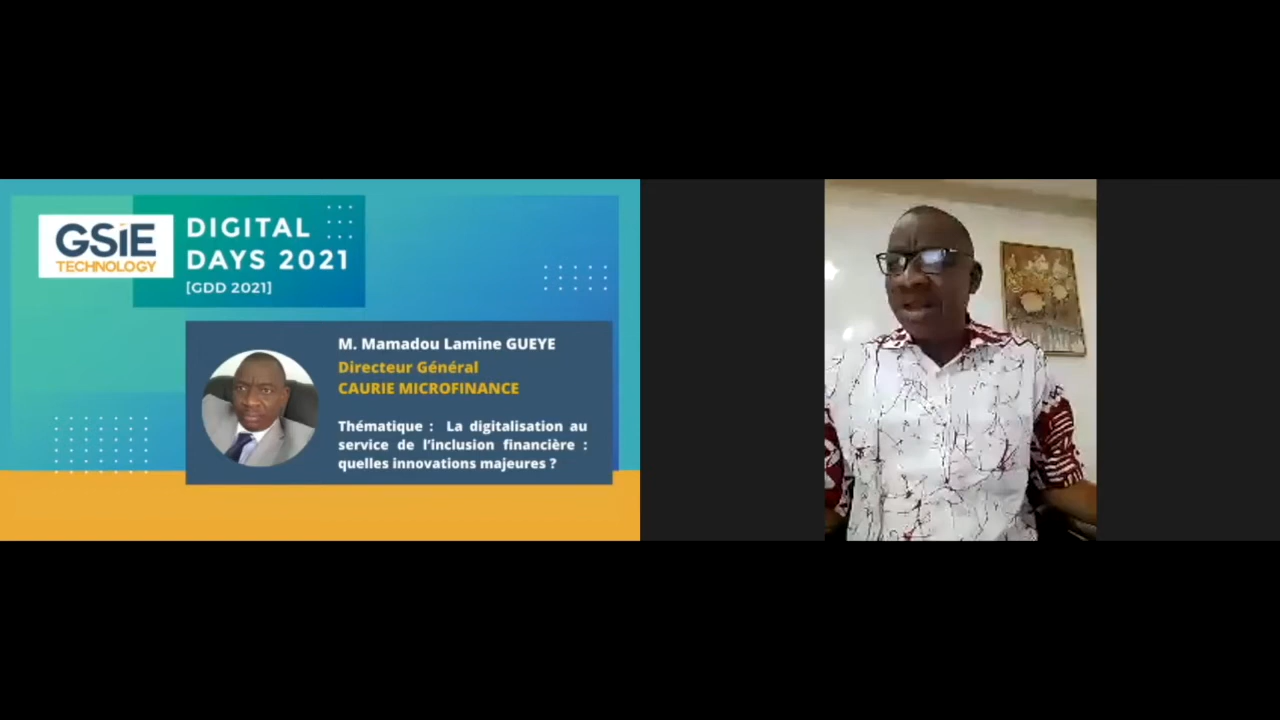 GSiE
TECHNOLOGY
DIGITAL
DAYS 2021
[GDD 2021]
M. Mamadou Lamine GUEYE
Directeur Général
CAURIE MICROFINANCE
Thématique : La digitalisation au
service de l’inclusion financière :
quelles innovations majeures ?